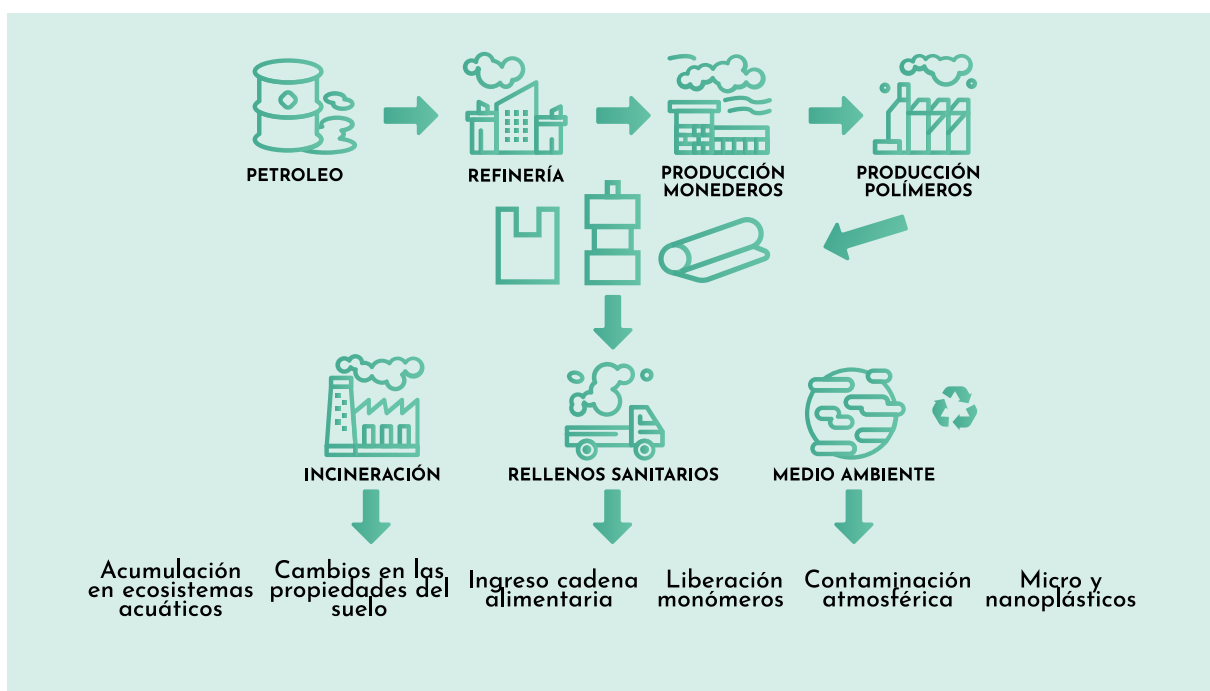 PETROLEO
REFINERÍA
PRODUCCIÓN
MONEDEROS
PRODUCCIÓN
POLÍMEROS
INCINERACIÓN
RELLENOS SANITARIOS
MEDIO AMBIENTE
Acumulación
en ecosistemas
acuáticos
Cambios en las
propiedades del
suelo
Ingreso cadena
alimentaria
Liberación
monómeros
Contaminación
atmosférica
Micro y
nanoplásticos